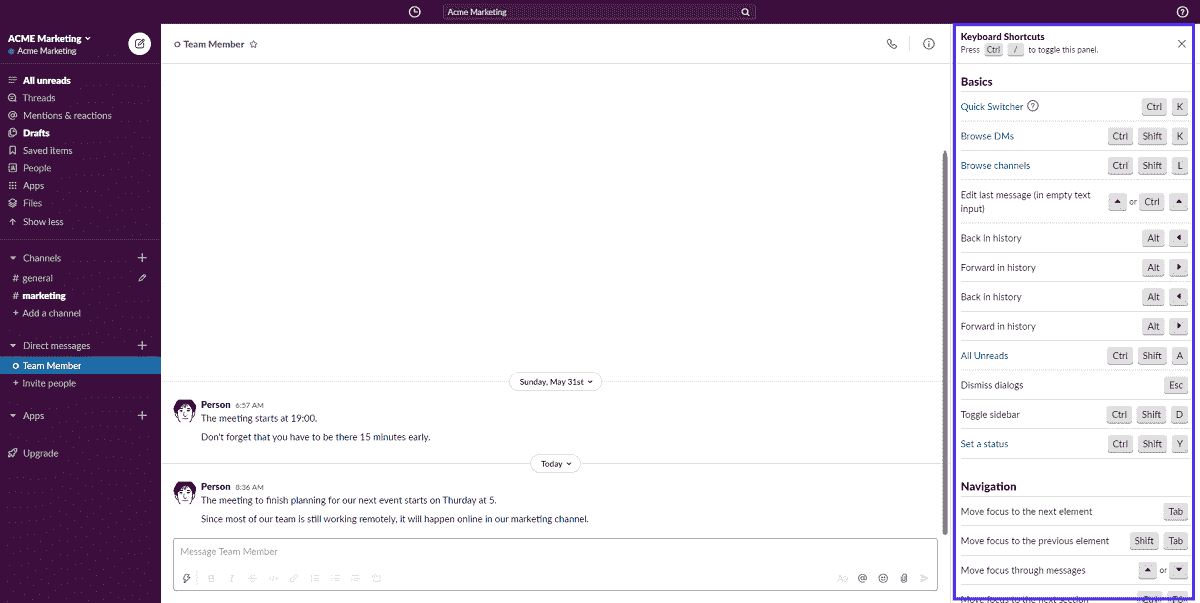 Acme Marketing
ACME Marketing
Acme Marketing
All unreads
Threads
@ Mentions & reactions
Drafts
Saved items
People
Apps
Files
Show less
Channels +
# general
# marketing
+ Add a channel
Direct messages +
Team Member
+ Invite people
Apps +
Upgrade
Team Member
Sunday, May 31st
Person 6:57 AM
The meeting starts at 19:00.
Don't forget that you have to be there 15 minutes early.
Today
Person 8:36 AM
The meeting to finish planning for our next event starts on Thurday at 5.
Since most of our team is still working remotely, it will happen online in our marketing channel.
Message Team Member
B I S </> Aa @
Keyboard Shortcuts
Press Ctrl / to toggle this panel.
Basics
Quick Switcher ? Ctrl K
Browse DMs Ctrl Shift K
Browse channels Ctrl Shift L
Edit last message (in empty text
input) ▲ or Ctrl ▲
Back in history Alt ◀
Forward in history Alt ▶
Back in history Alt ◀
Forward in history Alt ▶
All Unreads Ctrl Shift A
Dismiss dialogs Esc
Toggle sidebar Ctrl Shift D
Set a status Ctrl Shift Y
Navigation
Move focus to the next element Tab
Move focus to the previous element Shift Tab
Move focus through messages ▲ or ▼
Move focus to the next section Ctrl F6